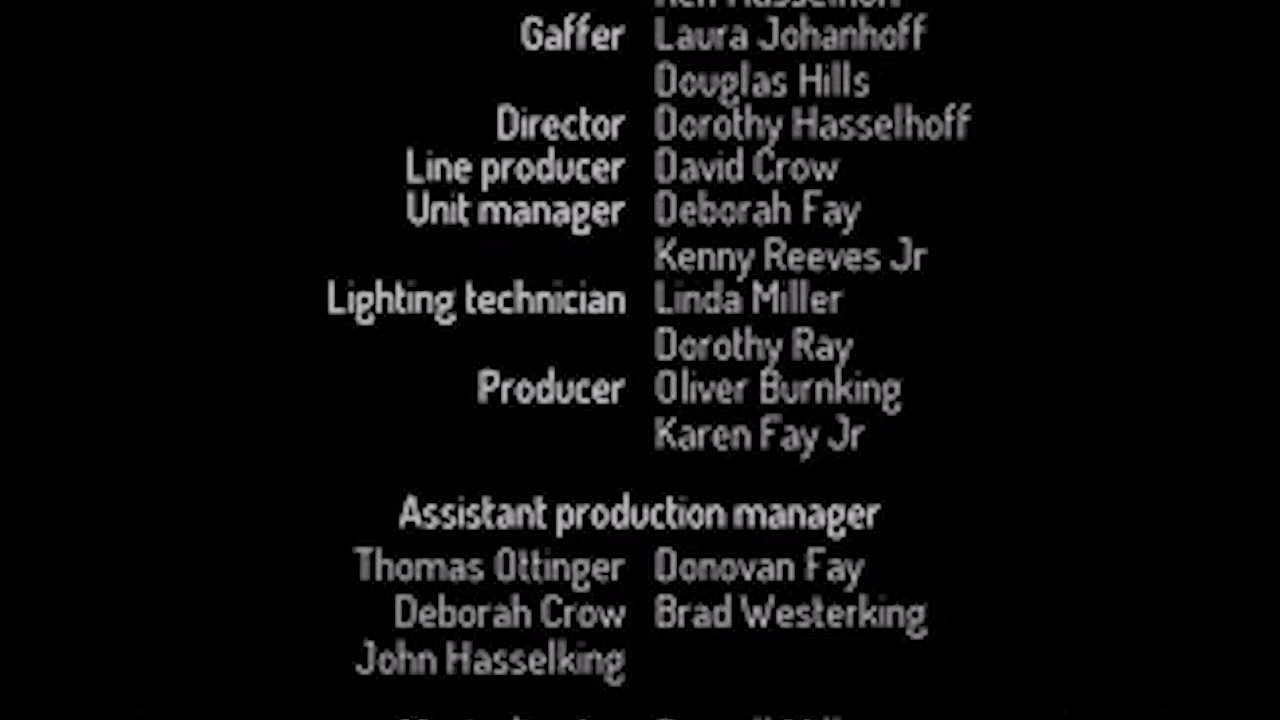 Gaffer Laura Johanhoff
Douglas Hills
Director Dorothy Hasselhoff
Line producer David Crow
Unit manager Deborah Fay
Kenny Reeves Jr
Lighting technician Linda Miller
Dorothy Ray
Producer Oliver Burnking
Karen Fay Jr
Assistant production manager
Thomas Ottinger Donovan Fay
Deborah Crow Brad Westerking
John Hasselking